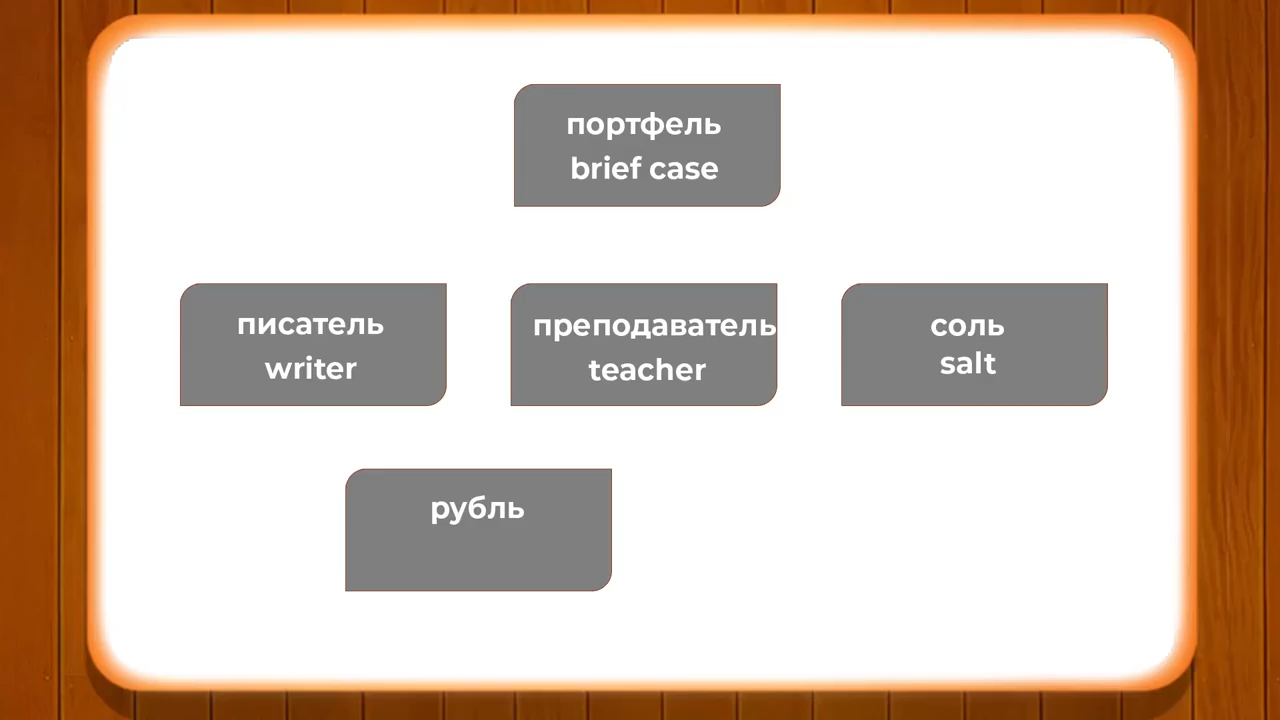 портфель
brief case
писатель
writer
преподаватель
teacher
соль
salt
рубль